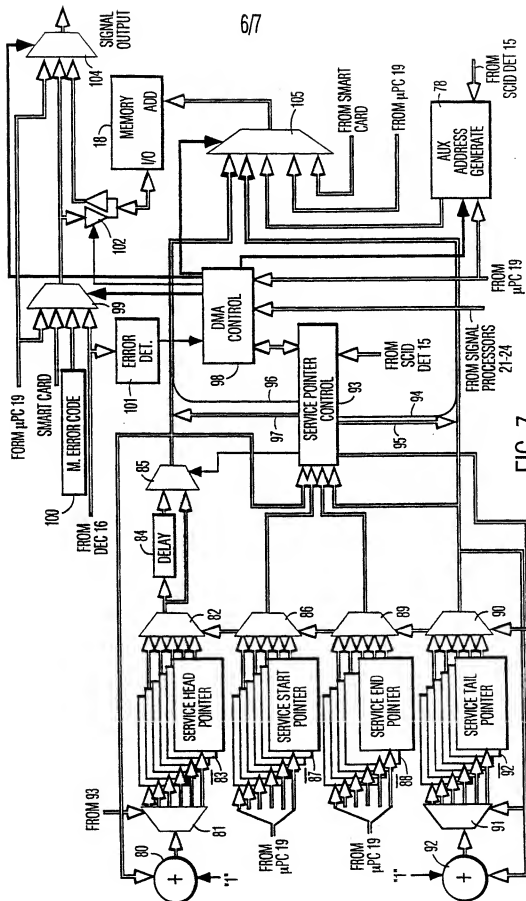 6/7
SIGNAL
OUTPUT
104
FORM µPC 19
SMART CARD
M. ERROR CODE
100
FROM
DEC 16
99
102
I/O
MEMORY
ADD
18
105
FROM SMART
CARD
FROM µPC 19
FROM
SCID DET 15
78
AUX
ADDRESS
GENERATE
FROM
µPC 19
FROM SIGNAL
PROCESSORS
21-24
ERROR
DET.
101
DMA
CONTROL
98
96
97
SERVICE POINTER
CONTROL
93
FROM
SCID DET 15
94
95
85
DELAY
84
82
86
89
90
SERVICE HEAD
POINTER
83
SERVICE START
POINTER
87
SERVICE END
POINTER
88
SERVICE TAIL
POINTER
92
FROM 93
81
80
+
"1"
FROM
µPC 19
FROM
µPC 19
91
92
+
"1"
FIG. 7